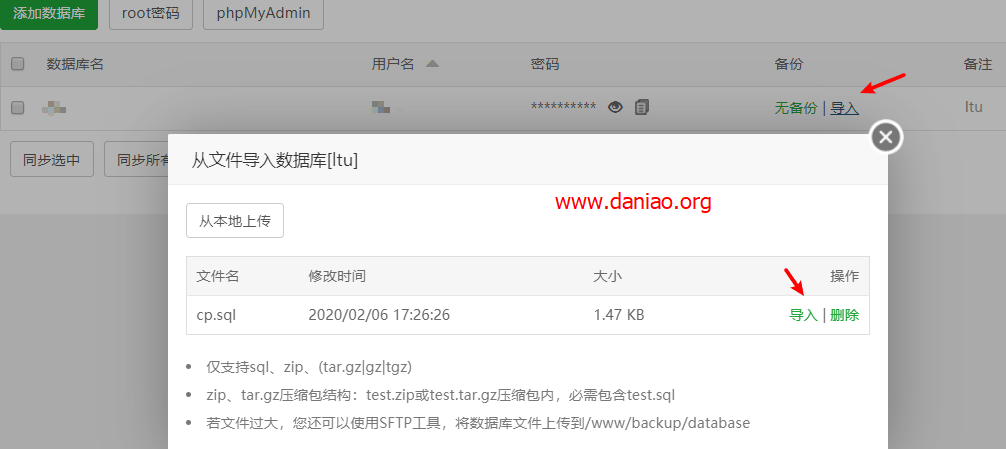 添加数据库 root密码 phpMyAdmin
数据库名 用户名 密码 备份 备注
********** 无备份 | 导入 ltu
同步选中 同步所有
从文件导入数据库[ltu]
www.daniao.org
从本地上传
文件名 修改时间 大小 操作
cp.sql 2020/02/06 17:26:26 1.47 KB 导入 | 删除
仅支持sql、zip、(tar.gz|gz|tgz)
zip、tar.gz压缩包结构：test.zip或test.tar.gz压缩包内，必需包含test.sql
若文件过大，您还可以使用SFTP工具，将数据库文件上传到/www/backup/database